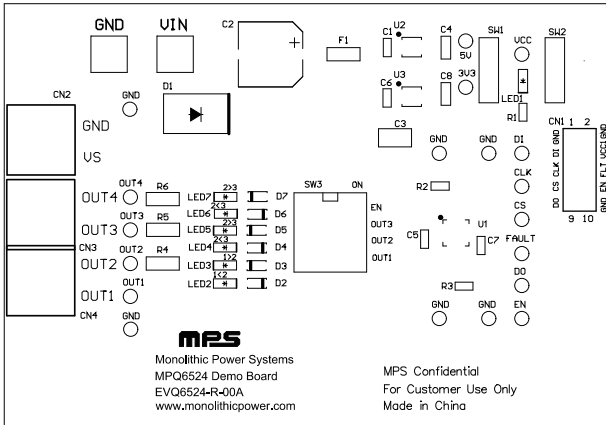 GND VIN C2 F1 C1 U2 C4 5V SW1 VCC SW2
CN2 GND D1 C6 U3 C8 3V3 LED1 R1
GND
VS
C3 GND GND DI
CN1 1 2
DO CS CLK DI GND
GND EN FLT VCC1 GND
9 10
CLK
R2
CS
OUT4 OUT4 R6 LED7 2>3 D7 SW3 ON
LED6 2<3 D6 EN
OUT3 OUT3 R5 LED5 2>3 D5 OUT3
CN3 LED4 2<3 D4 OUT2
OUT2 OUT2 R4 LED3 1>2 D3 OUT1
LED2 1<2 D2
OUT1 OUT1
CN4 GND
U1 C5 C7 FAULT
R3 DO
GND GND EN
mps
Monolithic Power Systems
MPQ6524 Demo Board
EVQ6524-R-00A
www.monolithicpower.com
MPS Confidential
For Customer Use Only
Made in China